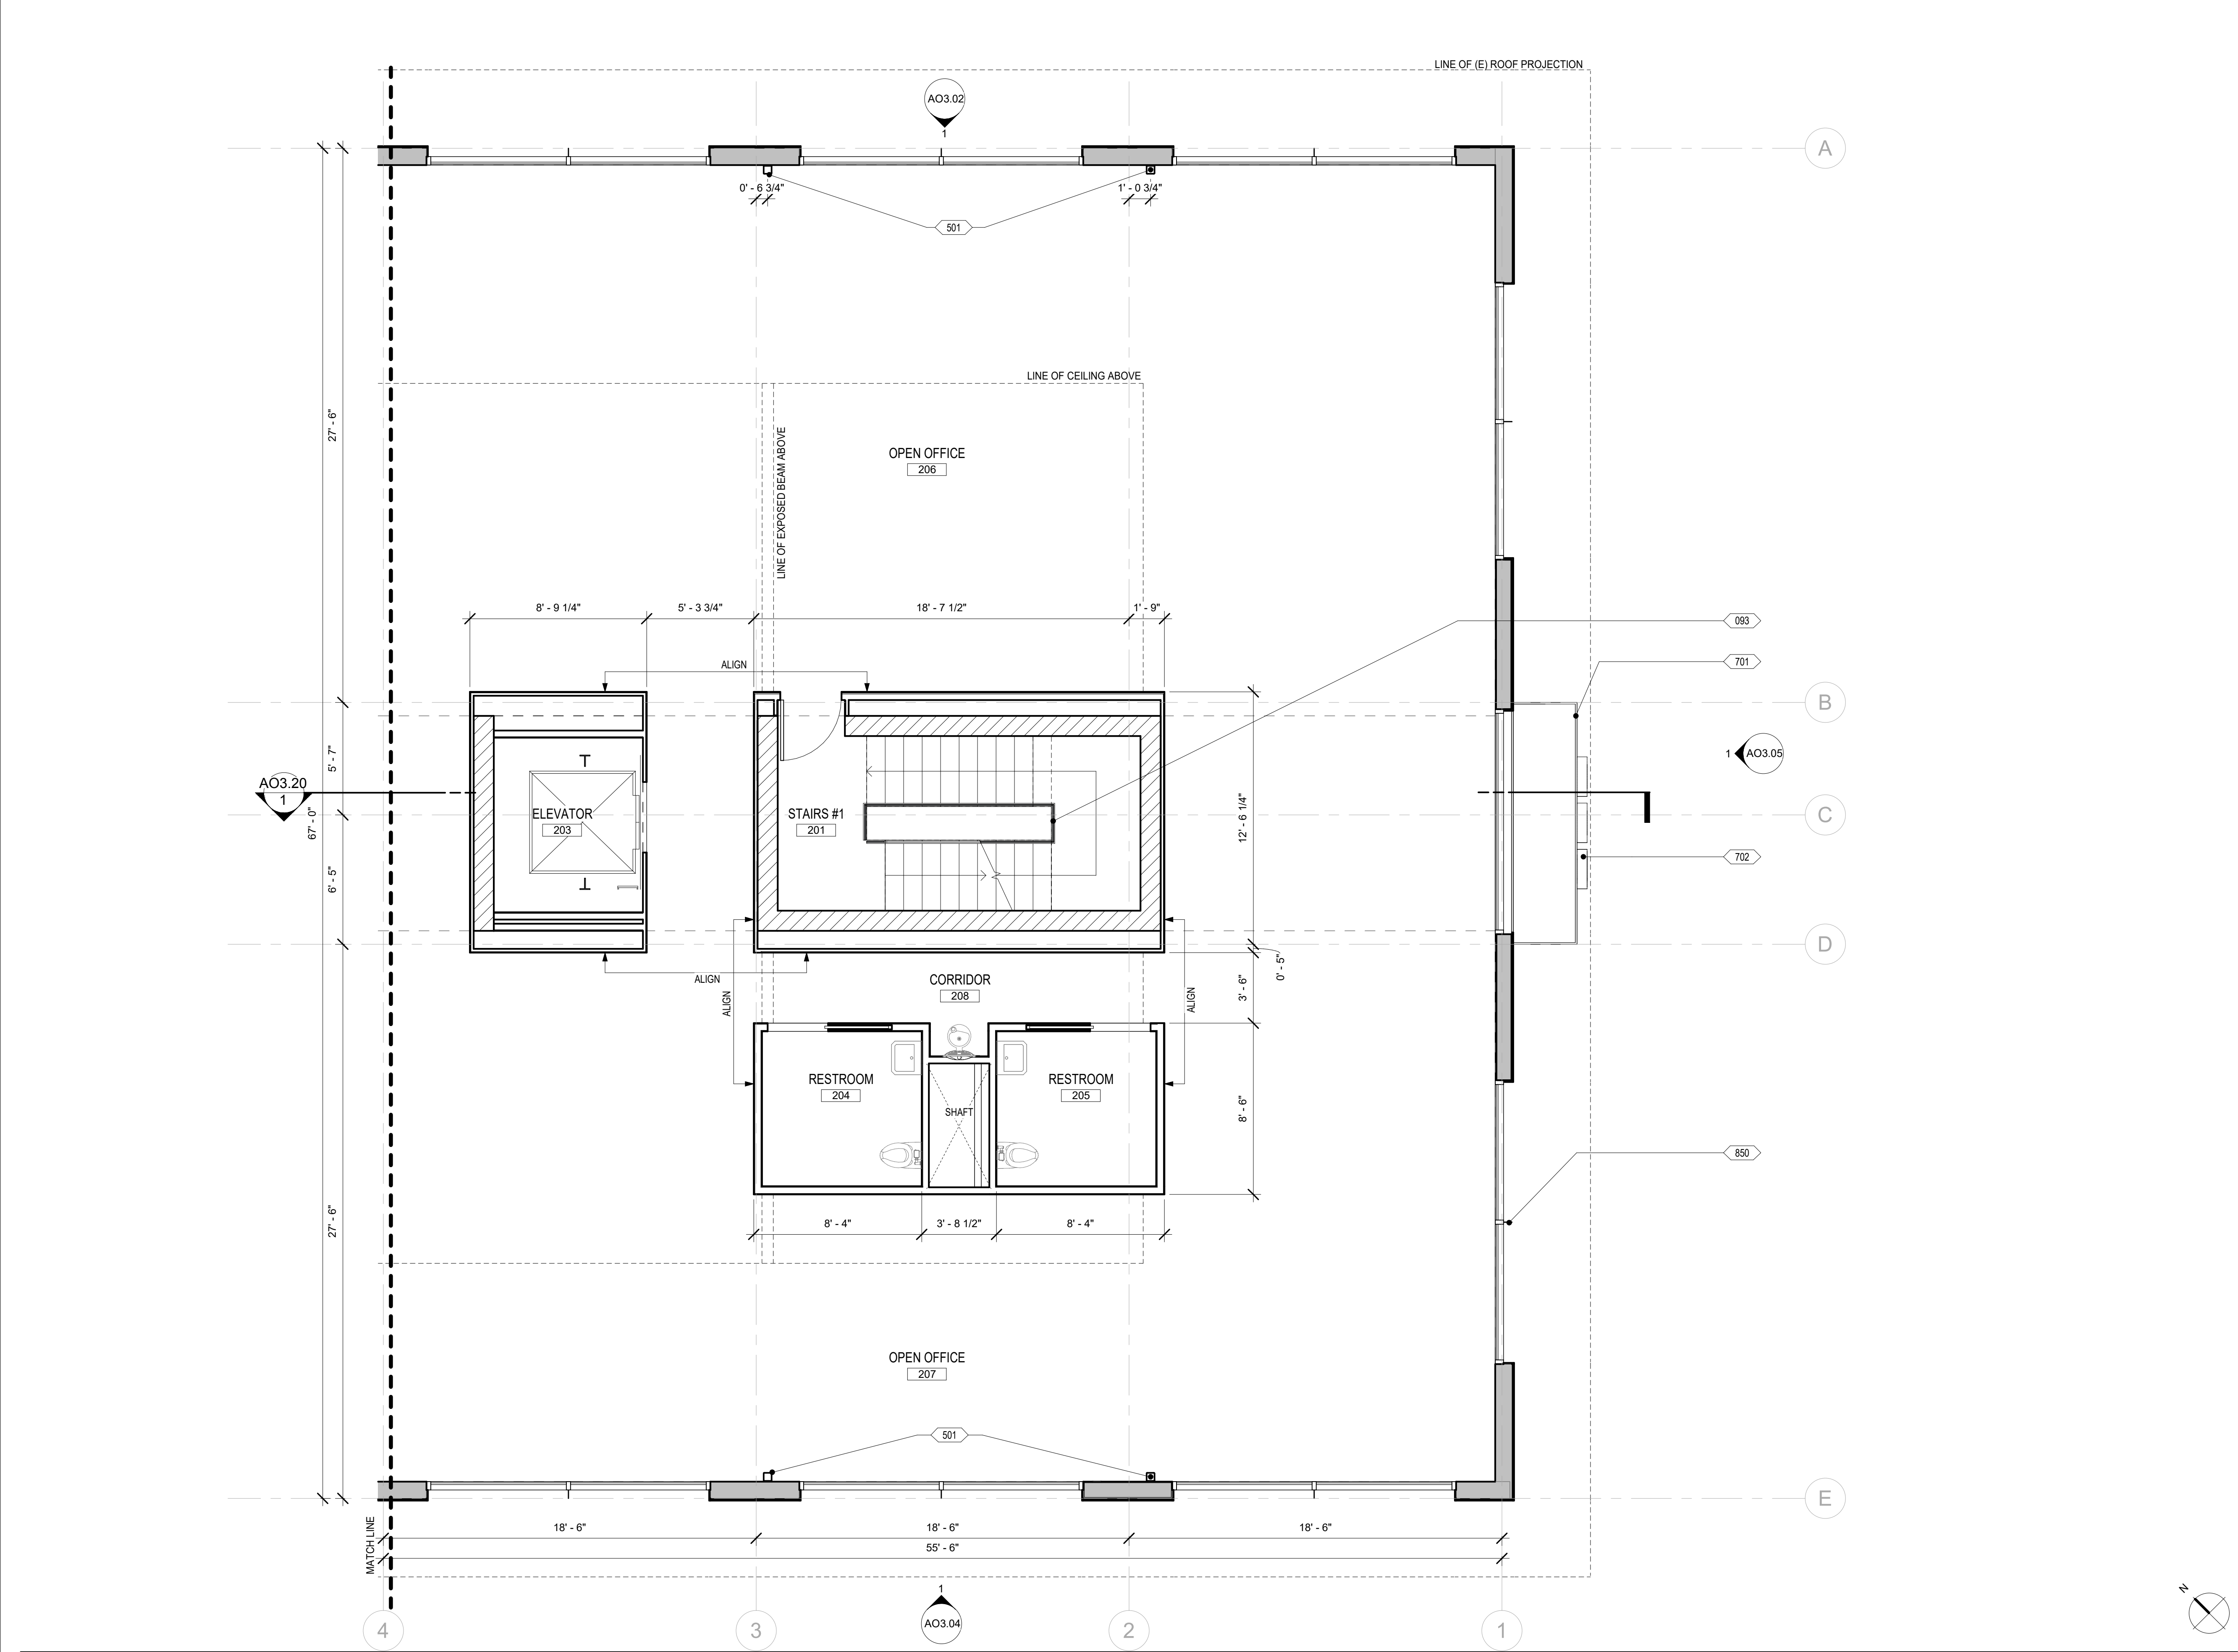 LINE OF (E) ROOF PROJECTION
AO3.02
1
A
0' - 6 3/4"
1' - 0 3/4"
501
LINE OF CEILING ABOVE
27' - 6"
LINE OF EXPOSED BEAM ABOVE
OPEN OFFICE
206
8' - 9 1/4"
5' - 3 3/4"
18' - 7 1/2"
1' - 9"
093
701
ALIGN
B
5' - 7"
1
AO3.05
AO3.20
1
67' - 0"
ELEVATOR
203
STAIRS #1
201
12' - 6 1/4"
C
702
6' - 5"
D
ALIGN
ALIGN
CORRIDOR
208
ALIGN
3' - 6"
0' - 5"
RESTROOM
204
SHAFT
RESTROOM
205
8' - 6"
850
27' - 6"
8' - 4"
3' - 8 1/2"
8' - 4"
OPEN OFFICE
207
501
E
MATCH LINE
18' - 6"
18' - 6"
18' - 6"
55' - 6"
1
AO3.04
4
3
2
1
N